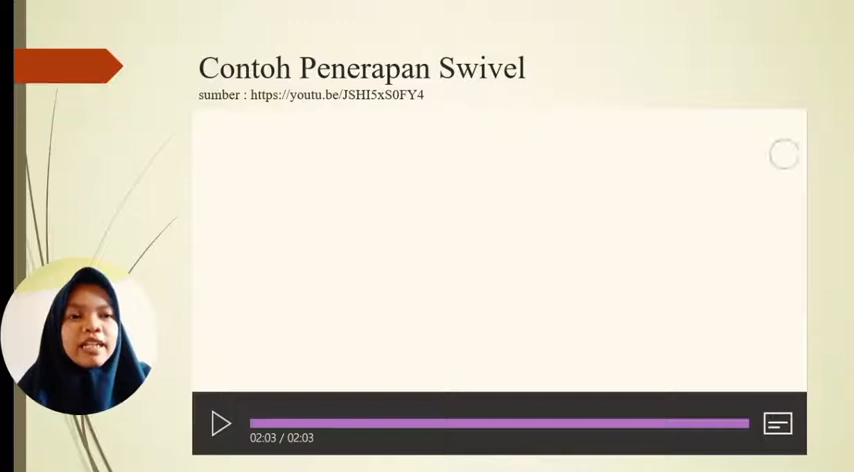 Contoh Penerapan Swivel
sumber : https://youtu.be/JSHI5xS0FY4
02:03 / 02:03